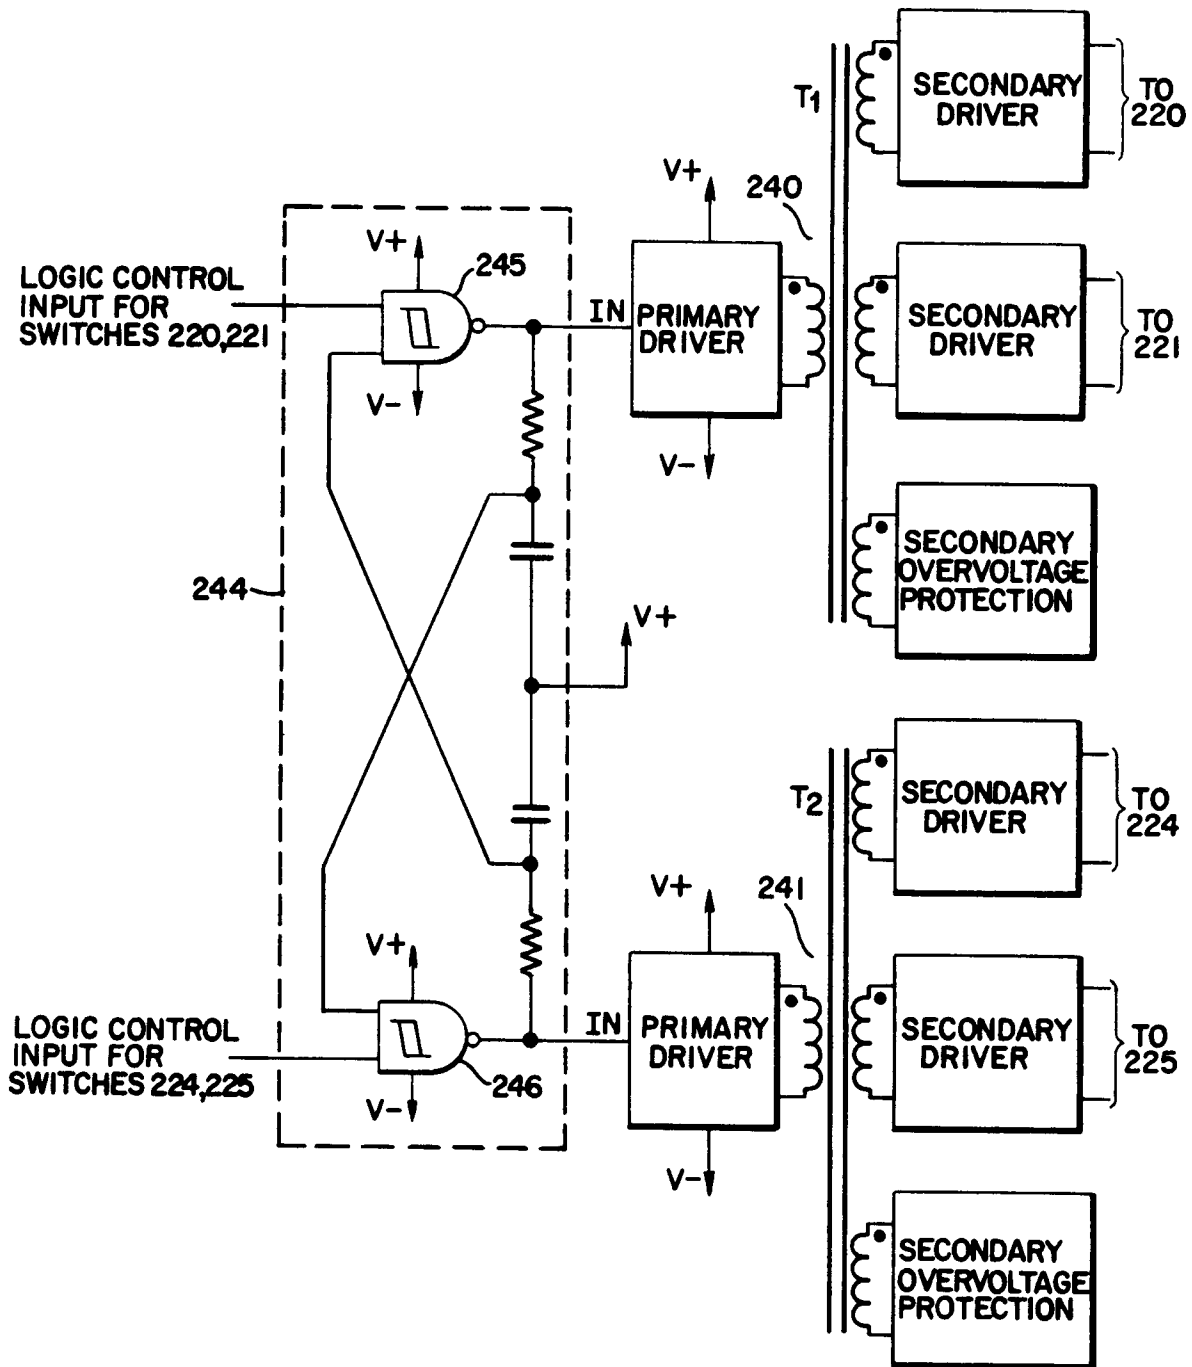 T1
SECONDARY
DRIVER
TO
220
V+
240
V+
245
LOGIC CONTROL
INPUT FOR
SWITCHES 220,221
IN
PRIMARY
DRIVER
SECONDARY
DRIVER
TO
221
V-
V-
SECONDARY
OVERVOLTAGE
PROTECTION
244
V+
T2
SECONDARY
DRIVER
TO
224
V+
241
V+
LOGIC CONTROL
INPUT FOR
SWITCHES 224,225
IN
PRIMARY
DRIVER
SECONDARY
DRIVER
TO
225
246
V-
V-
SECONDARY
OVERVOLTAGE
PROTECTION